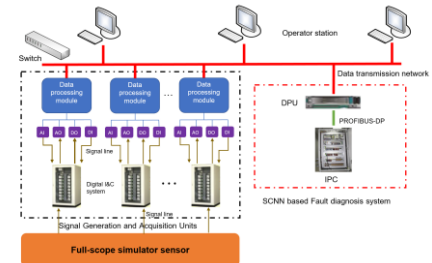 Operator station
Switch
Data transmission network
Data
processing
module
Data
processing
module
...
Data
processing
module
DPU
PROFIBUS-DP
AI
AO
DO
DI
AI
AO
DO
DI
AI
AO
DO
DI
Signal line
Digital I&C
system
...
IPC
SCNN based Fault diagnosis system
Signal line
Signal Generation and Acquisition Units
Full-scope simulator sensor